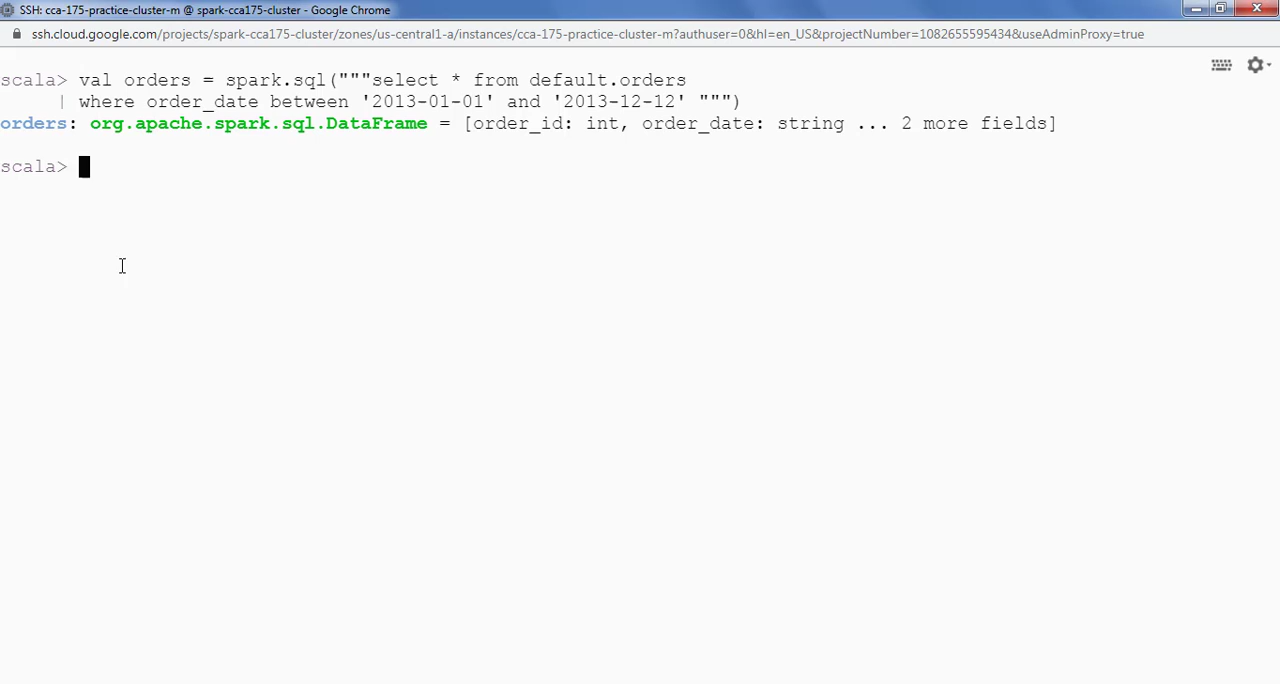 SSH: cca-175-practice-cluster-m @ spark-cca175-cluster - Google Chrome
ssh.cloud.google.com/projects/spark-cca175-cluster/zones/us-central1-a/instances/cca-175-practice-cluster-m?authuser=0&hl=en_US&projectNumber=1082655595434&useAdminProxy=true
scala> val orders = spark.sql("""select * from default.orders
| where order_date between '2013-01-01' and '2013-12-12' """)
orders: org.apache.spark.sql.DataFrame = [order_id: int, order_date: string ... 2 more fields]
scala>